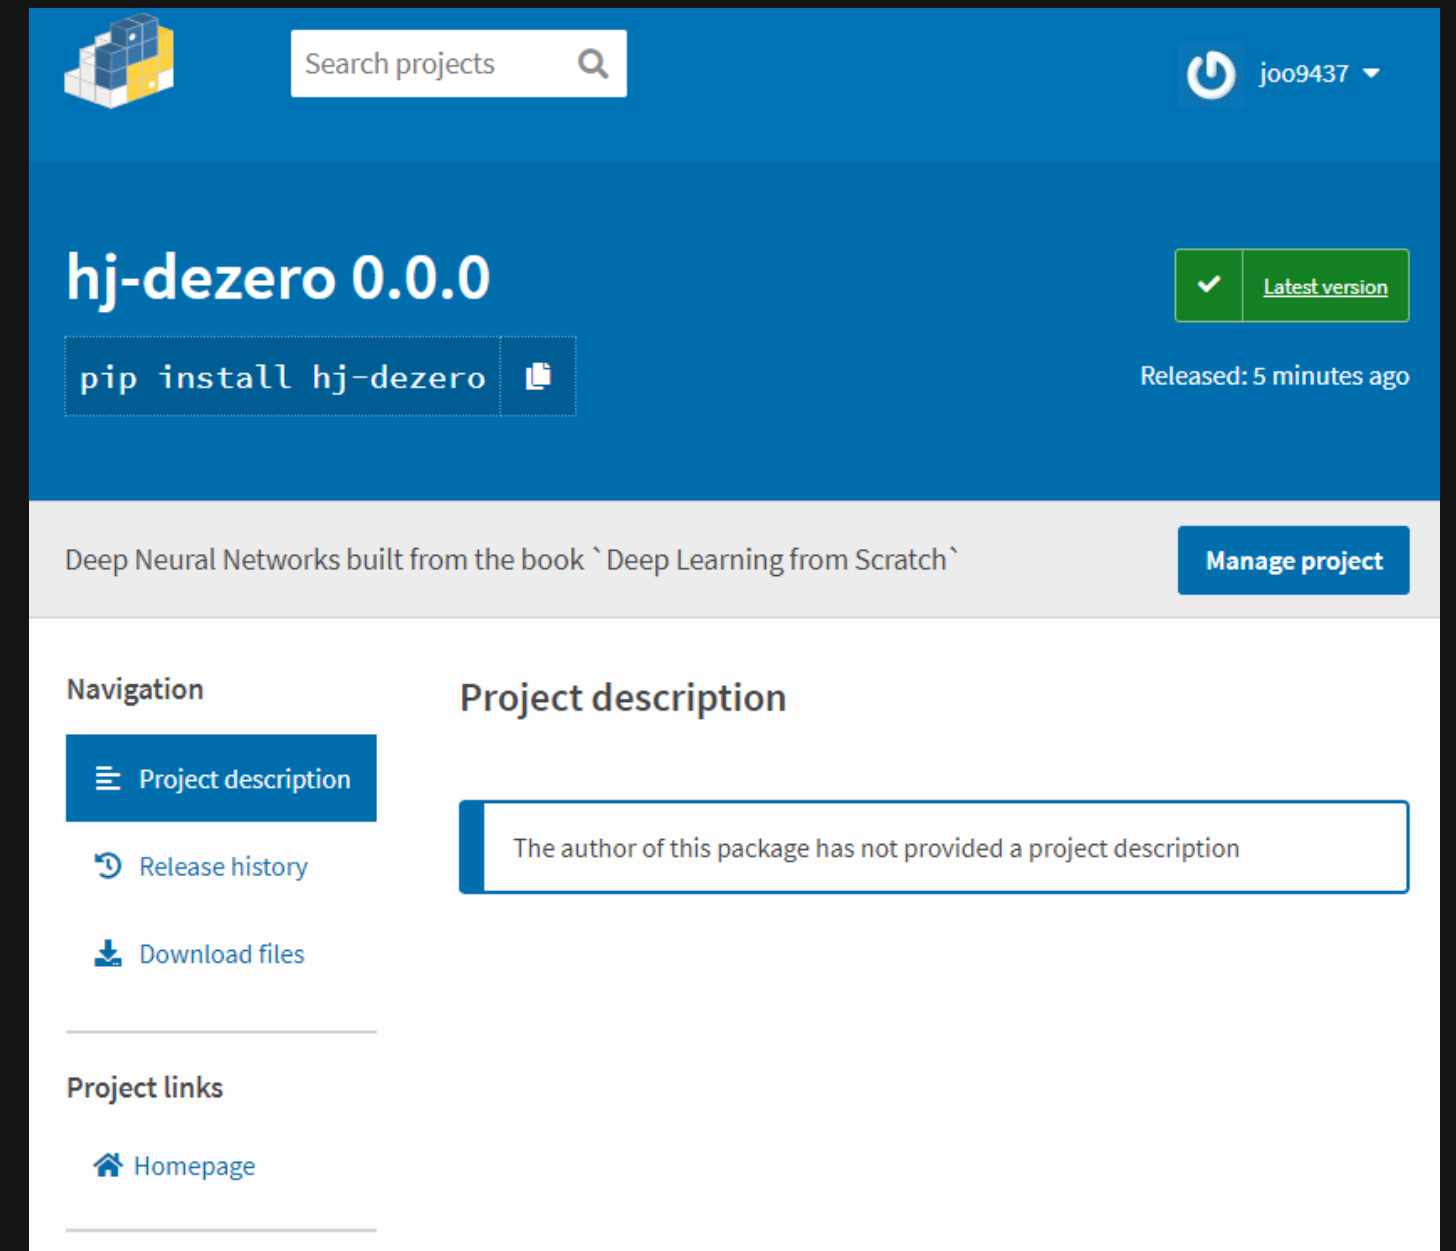 Search projects
joo9437
hj-dezero 0.0.0
Latest version
pip install hj-dezero
Released: 5 minutes ago
Deep Neural Networks built from the book `Deep Learning from Scratch`
Manage project
Navigation
Project description
Project description
The author of this package has not provided a project description
Release history
Download files
Project links
Homepage